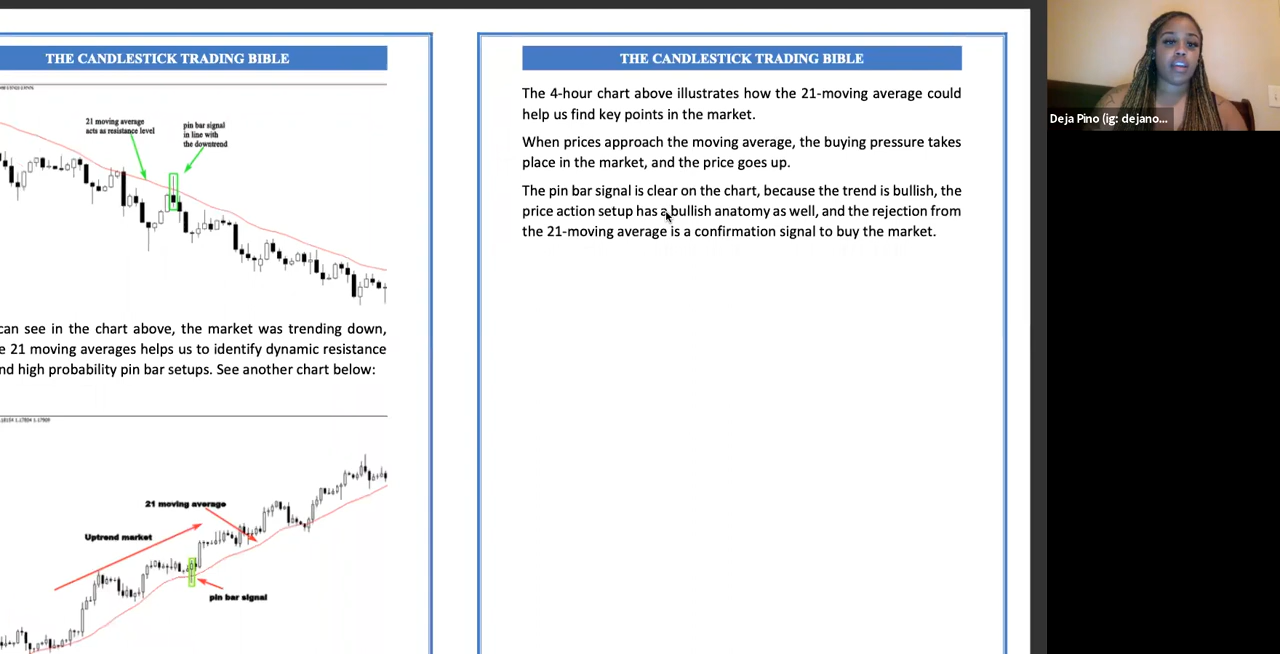 THE CANDLESTICK TRADING BIBLE
21 moving average
acts as resistance level
pin bar signal
in line with
the downtrend
can see in the chart above, the market was trending down,
e 21 moving averages helps us to identify dynamic resistance
nd high probability pin bar setups. See another chart below:
21 moving average
Uptrend market
pin bar signal
THE CANDLESTICK TRADING BIBLE
The 4-hour chart above illustrates how the 21-moving average could
help us find key points in the market.
When prices approach the moving average, the buying pressure takes
place in the market, and the price goes up.
The pin bar signal is clear on the chart, because the trend is bullish, the
price action setup has a bullish anatomy as well, and the rejection from
the 21-moving average is a confirmation signal to buy the market.
Deja Pino (ig: dejano...